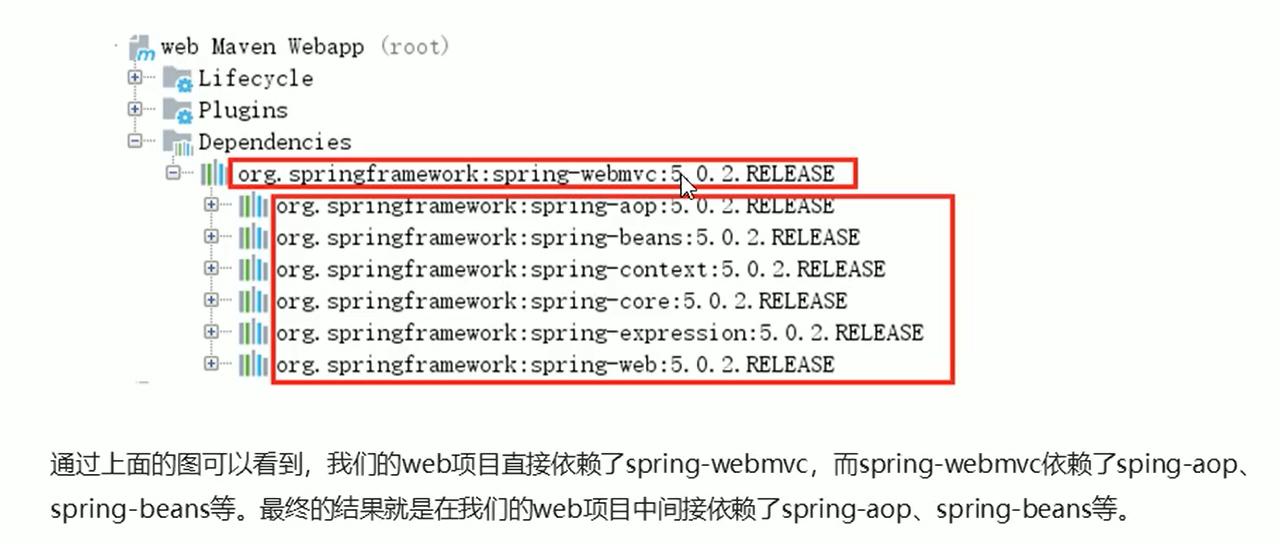 web Maven Webapp (root)
Lifecycle
Plugins
Dependencies
org.springframework:spring-webmvc:5.0.2.RELEASE
org.springframework:spring-aop:5.0.2.RELEASE
org.springframework:spring-beans:5.0.2.RELEASE
org.springframework:spring-context:5.0.2.RELEASE
org.springframework:spring-core:5.0.2.RELEASE
org.springframework:spring-expression:5.0.2.RELEASE
org.springframework:spring-web:5.0.2.RELEASE
通过上面的图可以看到，我们的web项目直接依赖了spring-webmvc，而spring-webmvc依赖了sping-aop、
spring-beans等。最终的结果就是在我们的web项目中间接依赖了spring-aop、spring-beans等。